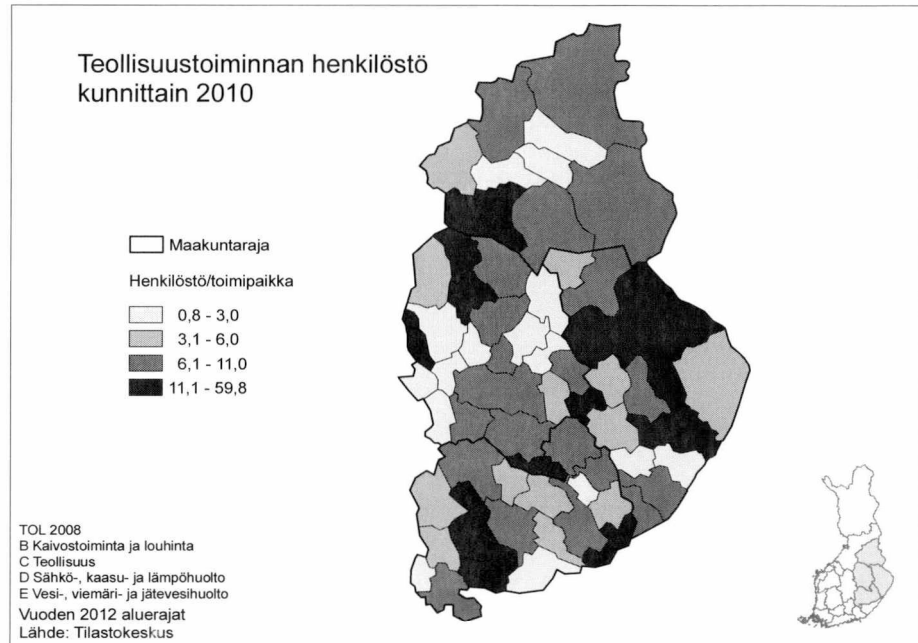 Teollisuustoiminnan henkilöstö
kunnittain 2010
Maakuntaraja
Henkilöstö/toimipaikka
0,8 - 3,0
3,1 - 6,0
6,1 - 11,0
11,1 - 59,8
TOL 2008
B Kaivostoiminta ja louhinta
C Teollisuus
D Sähkö-, kaasu- ja lämpöhuolto
E Vesi-, viemäri- ja jätevesihuolto
Vuoden 2012 aluerajat
Lähde: Tilastokeskus